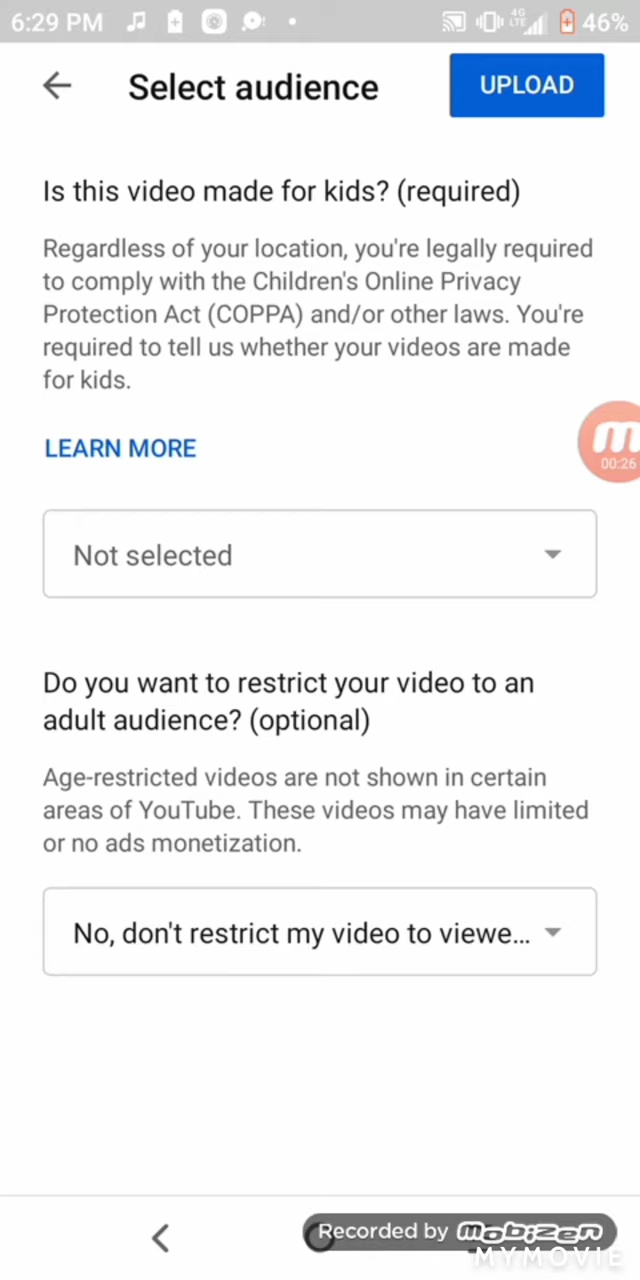 6:29 PM 4G LTE 46%
Select audience UPLOAD
Is this video made for kids? (required)
Regardless of your location, you're legally required
to comply with the Children's Online Privacy
Protection Act (COPPA) and/or other laws. You're
required to tell us whether your videos are made
for kids.
LEARN MORE
m
00:26
Not selected
Do you want to restrict your video to an
adult audience? (optional)
Age-restricted videos are not shown in certain
areas of YouTube. These videos may have limited
or no ads monetization.
No, don't restrict my video to viewe...
Recorded by mobizen
MYMOVIE